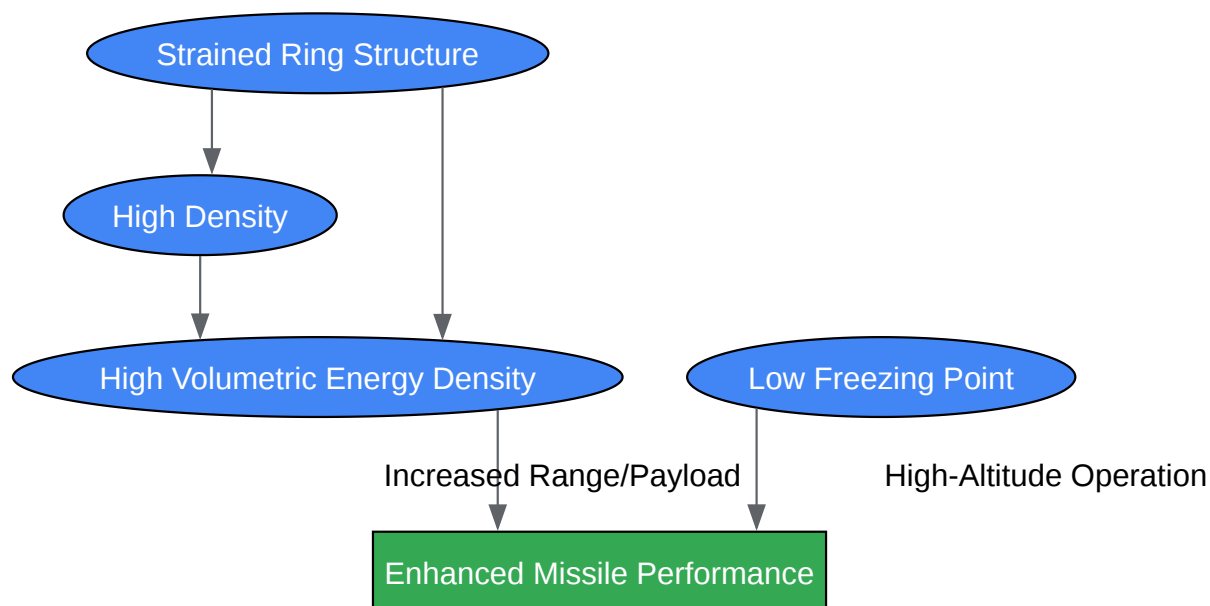 Strained Ring Structure
High Density
High Volumetric Energy Density
Low Freezing Point
Increased Range/Payload
High-Altitude Operation
Enhanced Missile Performance